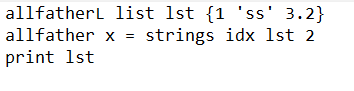 allfatherL list lst {1 'ss' 3.2}
allfather x = strings idx lst 2
print lst